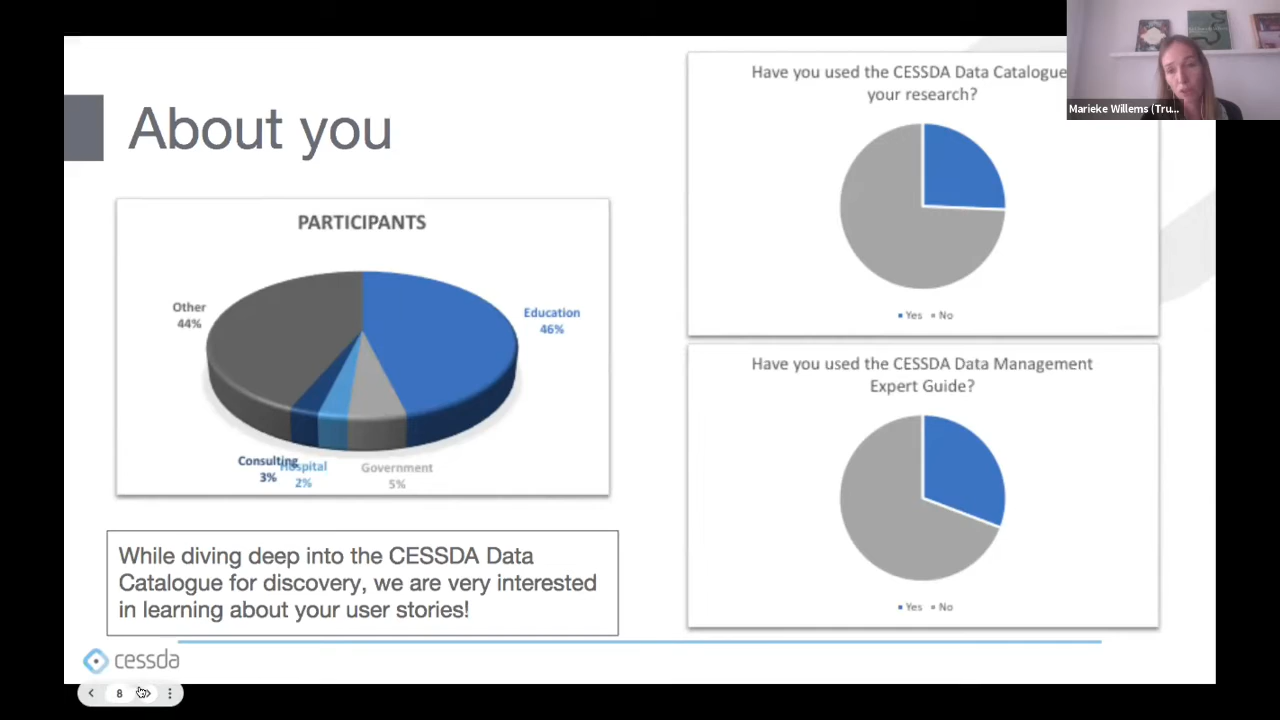 About you
PARTICIPANTS
Other
44%
Education
46%
Consulting
3%
Hospital
2%
Government
5%
While diving deep into the CESSDA Data
Catalogue for discovery, we are very interested
in learning about your user stories!
Have you used the CESSDA Data Catalogue
your research?
Yes No
Have you used the CESSDA Data Management
Expert Guide?
Yes No
Marieke Willems (Tru...
cessda
8